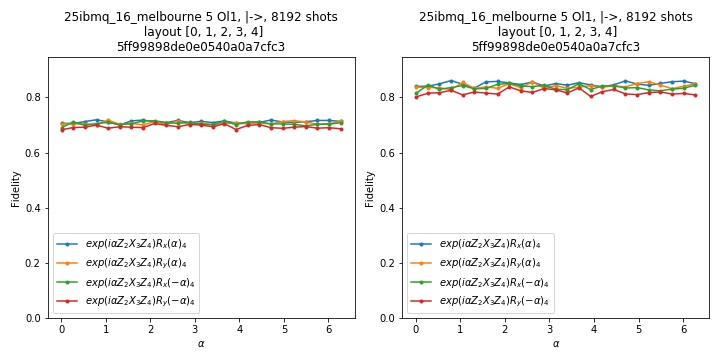 25ibmq_16_melbourne 5 Ol1, |->, 8192 shots
layout [0, 1, 2, 3, 4]
5ff99898de0e0540a0a7cfc3
Fidelity
0.8
0.6
0.4
0.2
0.0
exp(iαZ₂X₃Z₄)Rₓ(α)₄
exp(iαZ₂X₃Z₄)Rᵧ(α)₄
exp(iαZ₂X₃Z₄)Rₓ(−α)₄
exp(iαZ₂X₃Z₄)Rᵧ(−α)₄
0 1 2 3 4 5 6
α
25ibmq_16_melbourne 5 Ol1, |->, 8192 shots
layout [0, 1, 2, 3, 4]
5ff99898de0e0540a0a7cfc3
Fidelity
0.8
0.6
0.4
0.2
0.0
exp(iαZ₂X₃Z₄)Rₓ(α)₄
exp(iαZ₂X₃Z₄)Rᵧ(α)₄
exp(iαZ₂X₃Z₄)Rₓ(−α)₄
exp(iαZ₂X₃Z₄)Rᵧ(−α)₄
0 1 2 3 4 5 6
α